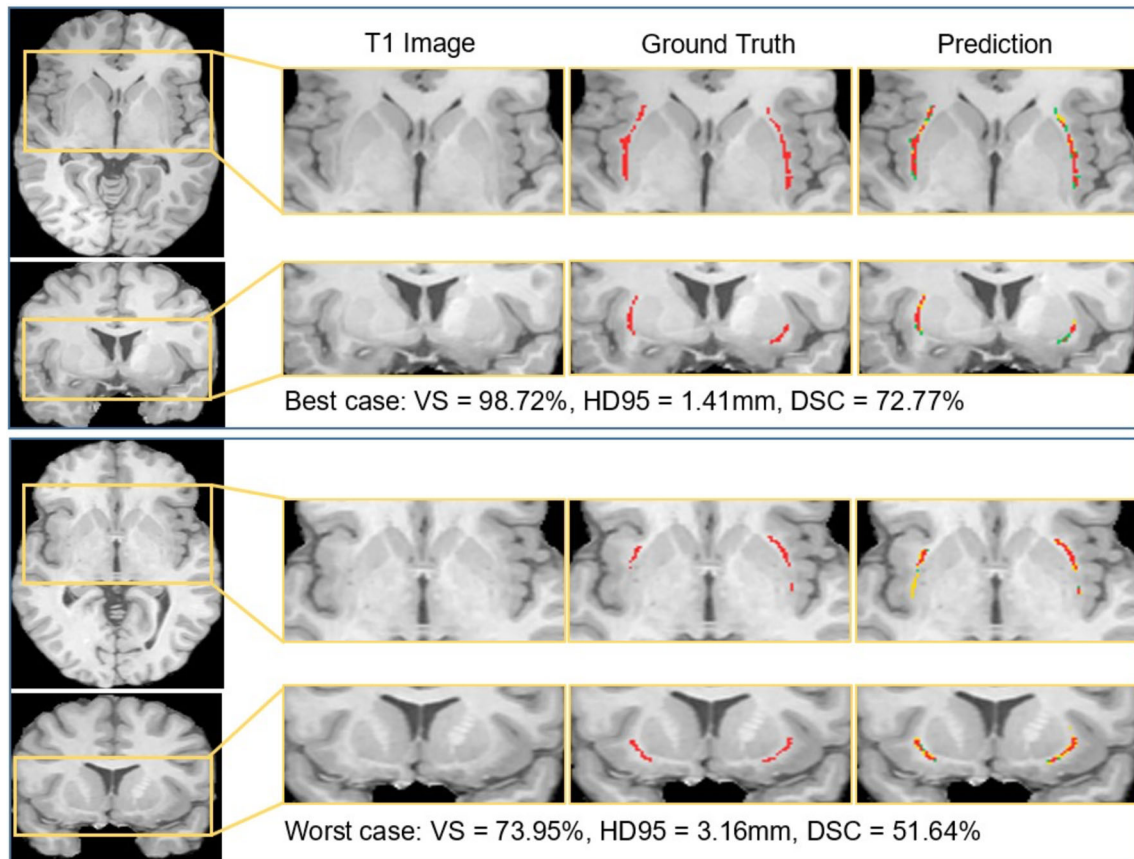 T1 Image
Ground Truth
Prediction
Best case: VS = 98.72%, HD95 = 1.41mm, DSC = 72.77%
Worst case: VS = 73.95%, HD95 = 3.16mm, DSC = 51.64%